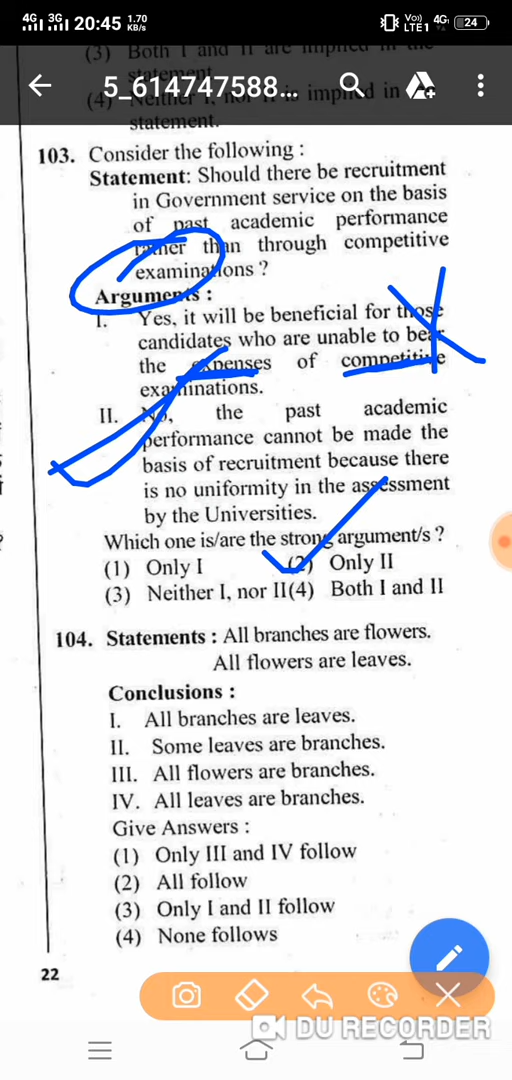 4G 3G 20:45 1.70 KB/s Vo)) LTE1 4G 24
(3) Both I and II are implied in the
statement.
(4) Neither I, nor II is implied in
statement.
5_614747588...
103. Consider the following :
Statement: Should there be recruitment
in Government service on the basis
of past academic performance
rather than through competitive
examinations ?
Arguments :
I. Yes, it will be beneficial for those
candidates who are unable to bear
the expenses of competitive
examinations.
II. No, the past academic
performance cannot be made the
basis of recruitment because there
is no uniformity in the assessment
by the Universities.
Which one is/are the strong argument/s ?
(1) Only I (2) Only II
(3) Neither I, nor II (4) Both I and II
104. Statements : All branches are flowers.
All flowers are leaves.
Conclusions :
I. All branches are leaves.
II. Some leaves are branches.
III. All flowers are branches.
IV. All leaves are branches.
Give Answers :
(1) Only III and IV follow
(2) All follow
(3) Only I and II follow
(4) None follows
22
DU RECORDER